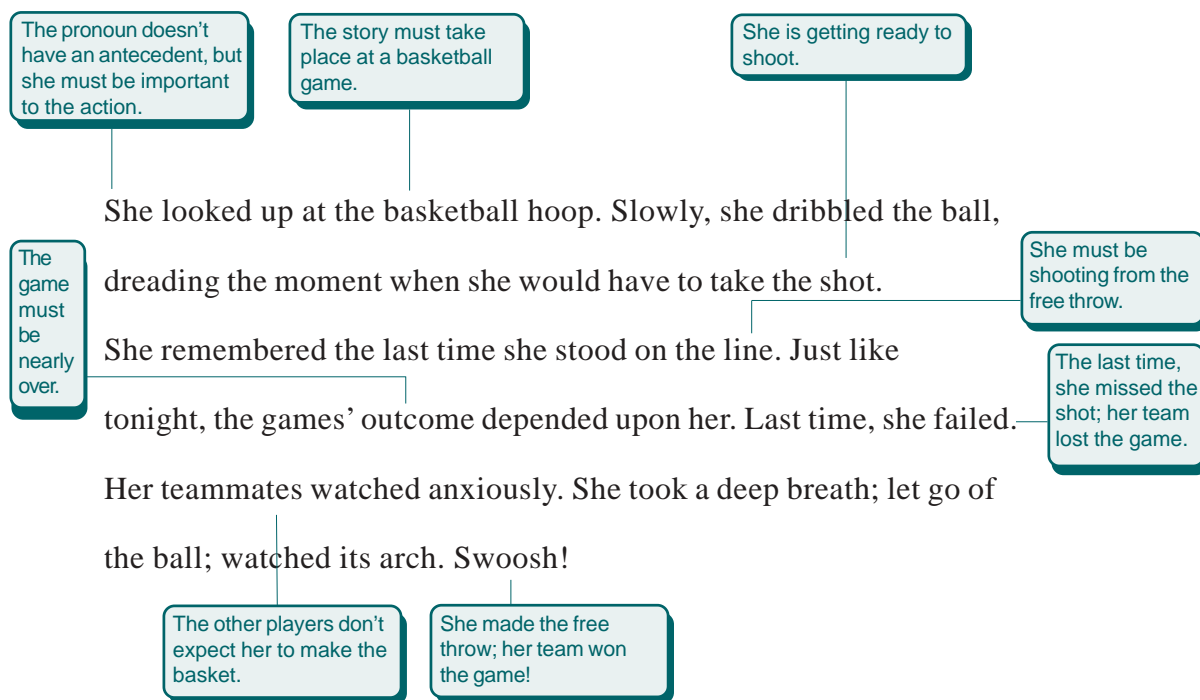 The pronoun doesn't
have an antecedent, but
she must be important
to the action.
The story must take
place at a basketball
game.
She is getting ready to
shoot.
She looked up at the basketball hoop. Slowly, she dribbled the ball,
dreading the moment when she would have to take the shot.
She remembered the last time she stood on the line. Just like
tonight, the games’ outcome depended upon her. Last time, she failed.
Her teammates watched anxiously. She took a deep breath; let go of
the ball; watched its arch. Swoosh!
The
game
must
be
nearly
over.
She must be
shooting from the
free throw.
The last time,
she missed the
shot; her team
lost the game.
The other players don’t
expect her to make the
basket.
She made the free
throw; her team won
the game!